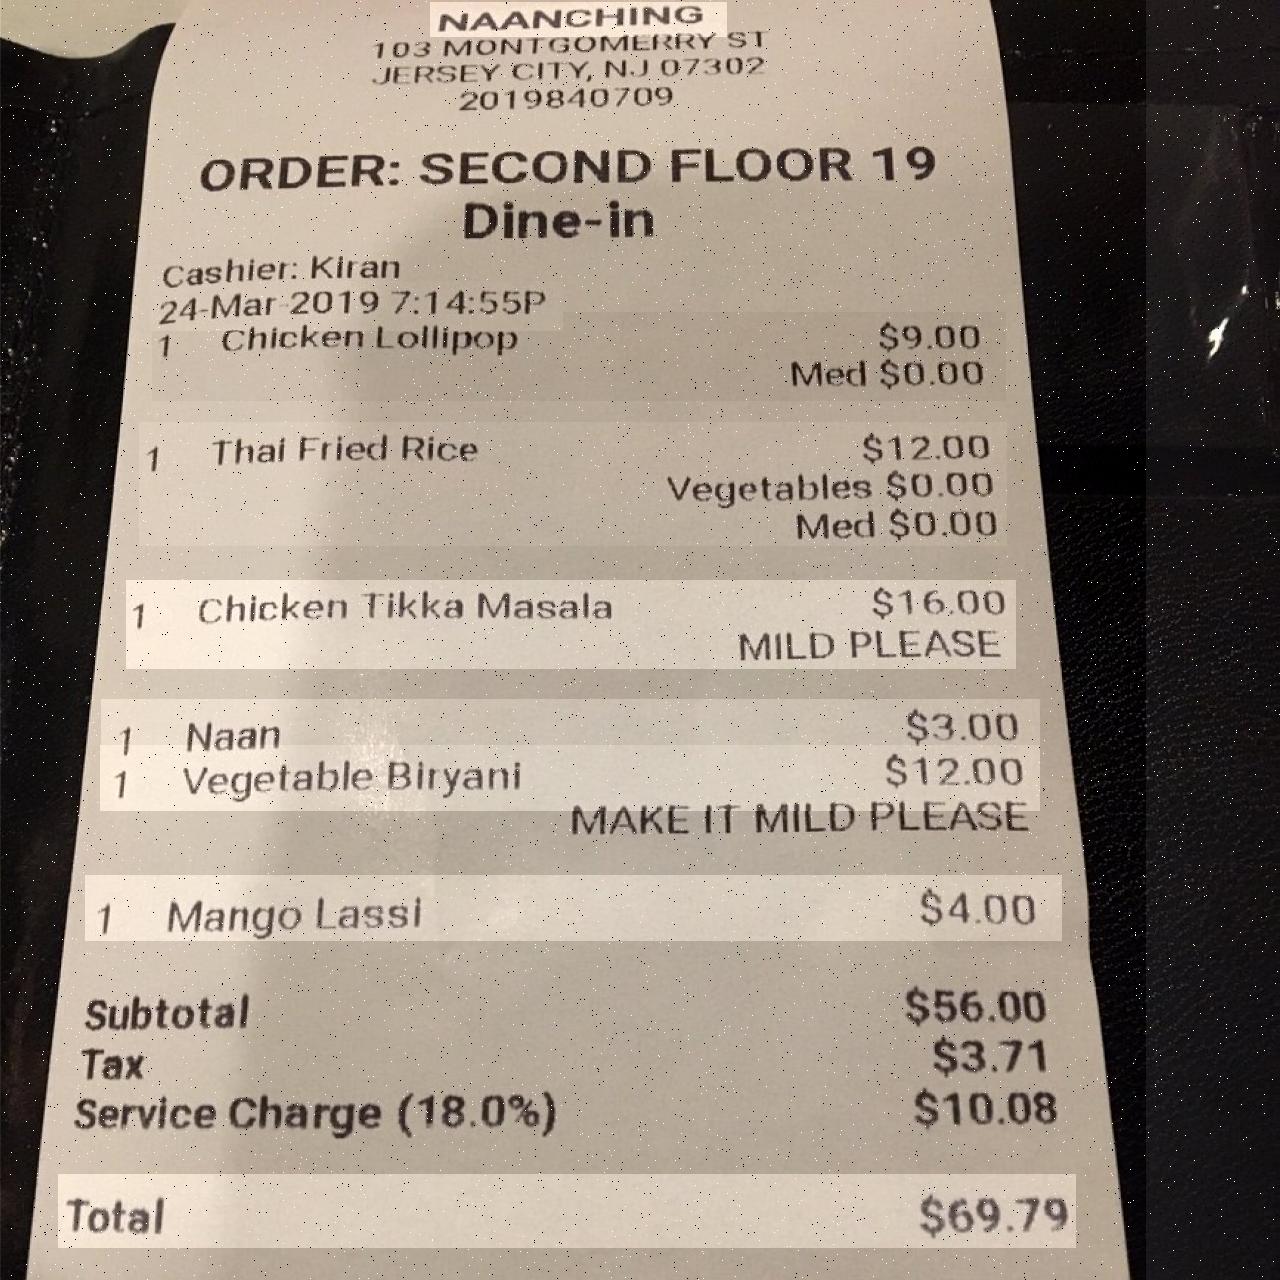 NAANCHING
103 MONTGOMERRY ST
JERSEY CITY, NJ 07302
2019840709
ORDER: SECOND FLOOR 19
Dine-in
Cashier: Kiran
24-Mar-2019 7:14:55P
1 Chicken Lollipop $9.00
Med $0.00
1 Thai Fried Rice $12.00
Vegetables $0.00
Med $0.00
1 Chicken Tikka Masala $16.00
MILD PLEASE
1 Naan $3.00
1 Vegetable Biryani $12.00
MAKE IT MILD PLEASE
1 Mango Lassi $4.00
Subtotal $56.00
Tax $3.71
Service Charge (18.0%) $10.08
Total $69.79